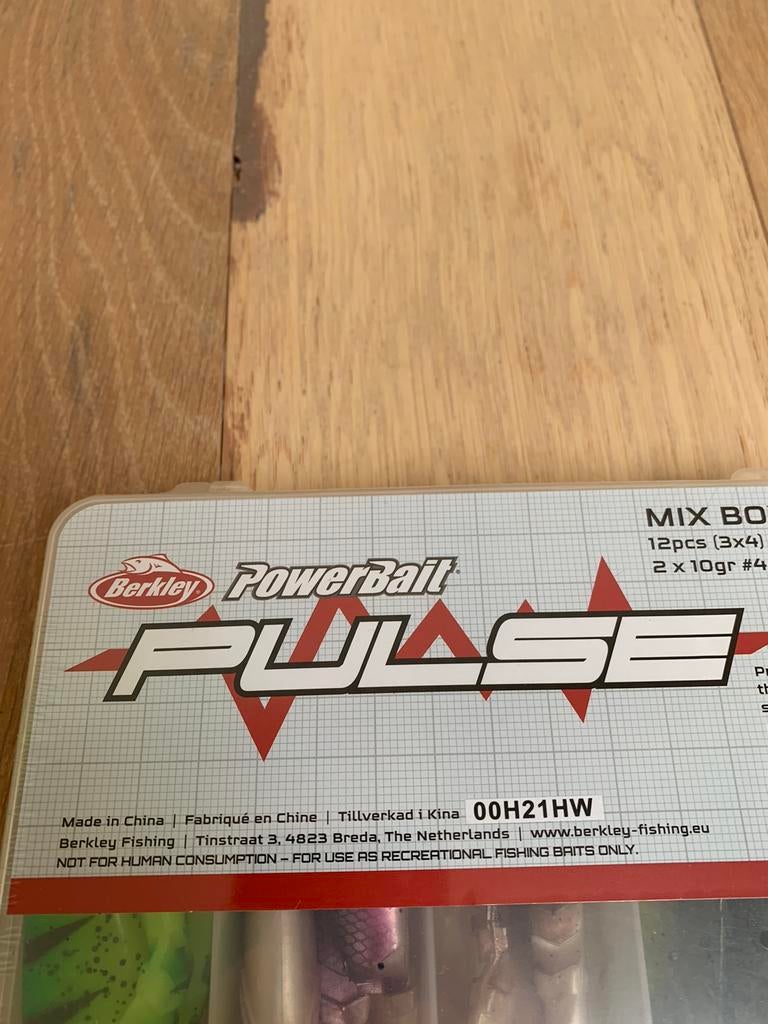 MIX
12pcs (3x4)
2 x 10gr #4
Berkley
PowerBait
PULSE
Made in China | Fabriqué en Chine | Tillverkad i Kina 00H21HW
Berkley Fishing | Tinstraat 3, 4823 Breda, The Netherlands | www.berkley-fishing.eu
NOT FOR HUMAN CONSUMPTION – FOR USE AS RECREATIONAL FISHING BAITS ONLY.